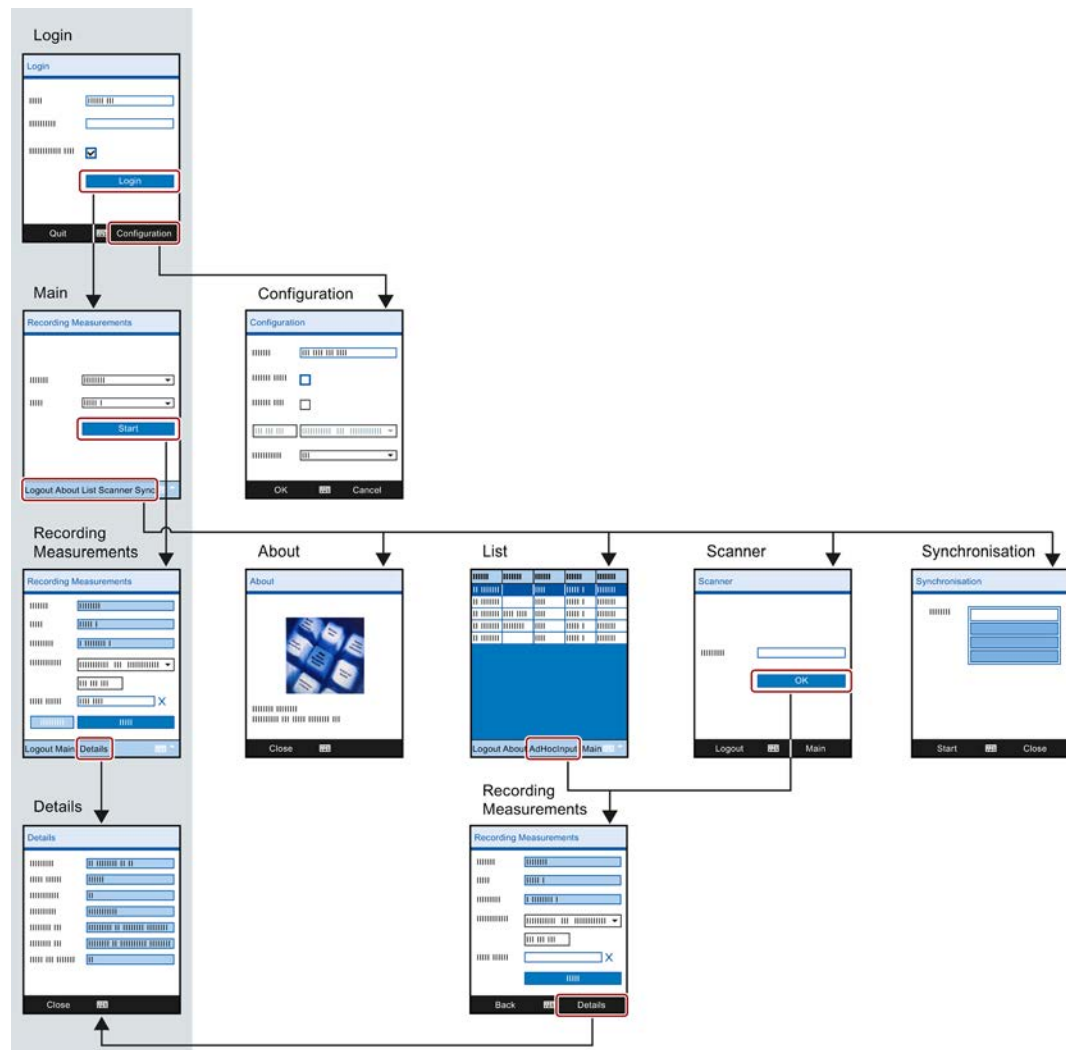 Login
Login
Login
Quit
Configuration
Main
Recording Measurements
Start
Logout About List Scanner Sync
Configuration
Configuration
OK
Cancel
Recording
Measurements
Recording Measurements
Logout Main Details
About
About
Close
List
Logout About AdHocInput Main
Scanner
Scanner
OK
Logout
Main
Synchronisation
Synchronisation
Start
Close
Details
Details
Close
Recording
Measurements
Recording Measurements
Back
Details